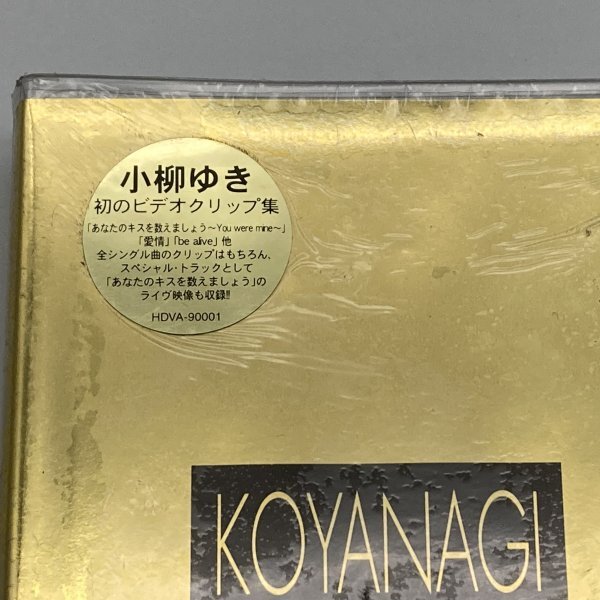 小柳ゆき
初のビデオクリップ集
「あなたのキスを数えましょう〜You were mine〜」
「愛情」「be alive」他
全シングル曲のクリップはもちろん、
スペシャル・トラックとして
「あなたのキスを数えましょう」の
ライヴ映像も収録!!
HDVA-90001
KOYANAGI